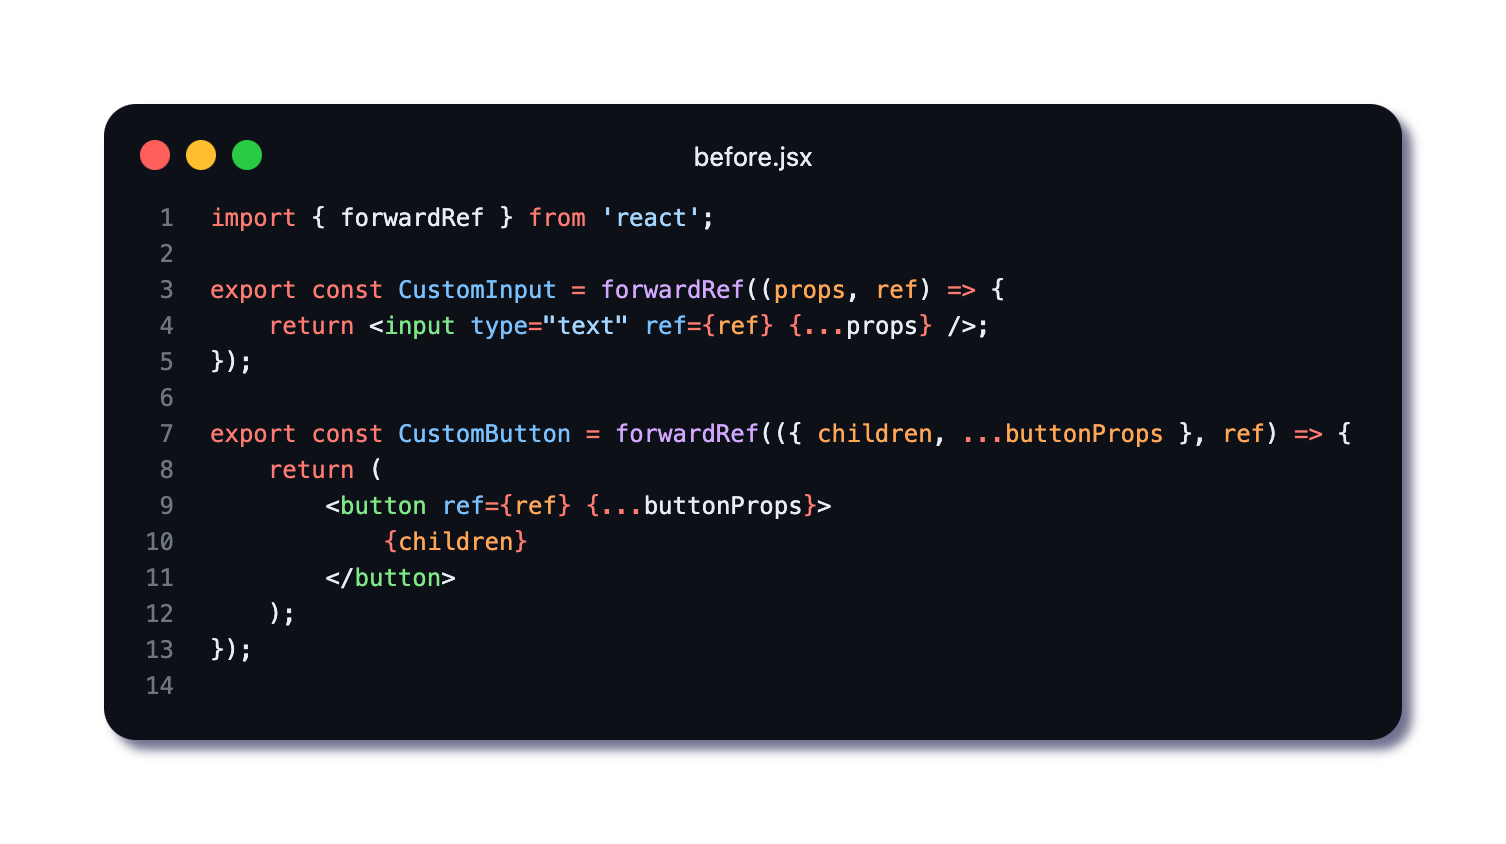 before.jsx
1 import { forwardRef } from 'react';
2
3 export const CustomInput = forwardRef((props, ref) => {
4     return <input type="text" ref={ref} {...props} />;
5 });
6
7 export const CustomButton = forwardRef(({ children, ...buttonProps }, ref) => {
8     return (
9         <button ref={ref} {...buttonProps}>
10             {children}
11         </button>
12     );
13 });
14